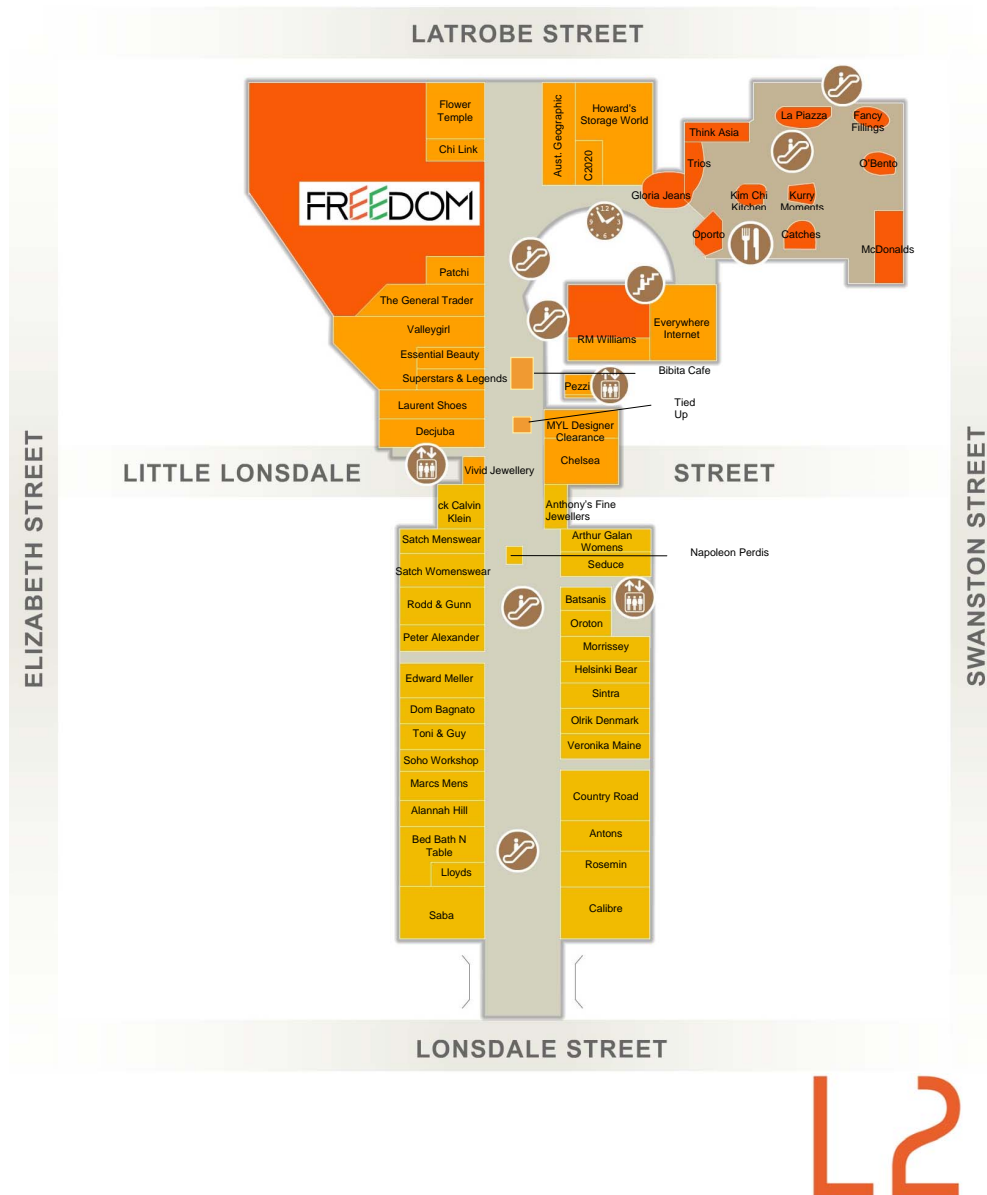 LATROBE STREET
Flower
Temple
Chi Link
FREEDOM
Patchi
The General Trader
Valleygirl
Essential Beauty
Superstars & Legends
Laurent Shoes
Decjuba
Aust. Geographic
C2020
Howard's
Storage World
Gloria Jeans
Think Asia
Trios
La Piazza
Fancy
Fillings
O'Bento
Kim Chi
Kitchen
Kurry
Moments
Oporto
Catches
McDonalds
12
3
6
9
RM Williams
Everywhere
Internet
Bibita Cafe
Pezzi
Tied
Up
MYL Designer
Clearance
Chelsea
ELIZABETH STREET
LITTLE LONSDALE
STREET
SWANSTON STREET
Vivid Jewellery
ck Calvin
Klein
Anthony's Fine
Jewellers
Satch Menswear
Satch Womenswear
Rodd & Gunn
Peter Alexander
Edward Meller
Dom Bagnato
Toni & Guy
Soho Workshop
Marcs Mens
Alannah Hill
Bed Bath N
Table
Lloyds
Saba
Arthur Galan
Womens
Seduce
Napoleon Perdis
Batsanis
Oroton
Morrissey
Helsinki Bear
Sintra
Olrik Denmark
Veronika Maine
Country Road
Antons
Rosemin
Calibre
LONSDALE STREET
L2